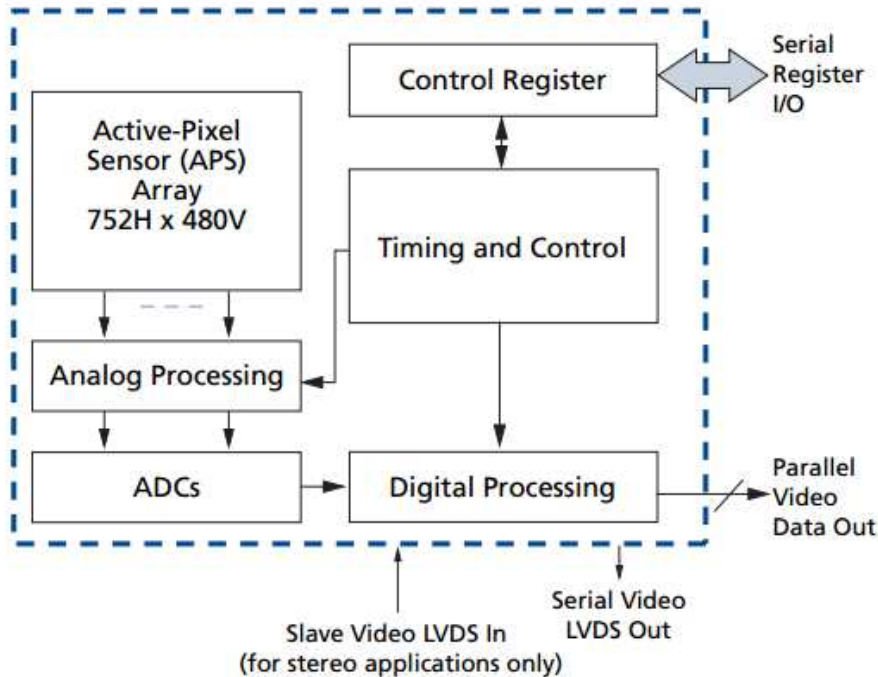 Control Register
Serial
Register
I/O
Active-Pixel
Sensor (APS)
Array
752H x 480V
Timing and Control
Analog Processing
ADCs
Digital Processing
Parallel
Video
Data Out
Slave Video LVDS In
(for stereo applications only)
Serial Video
LVDS Out